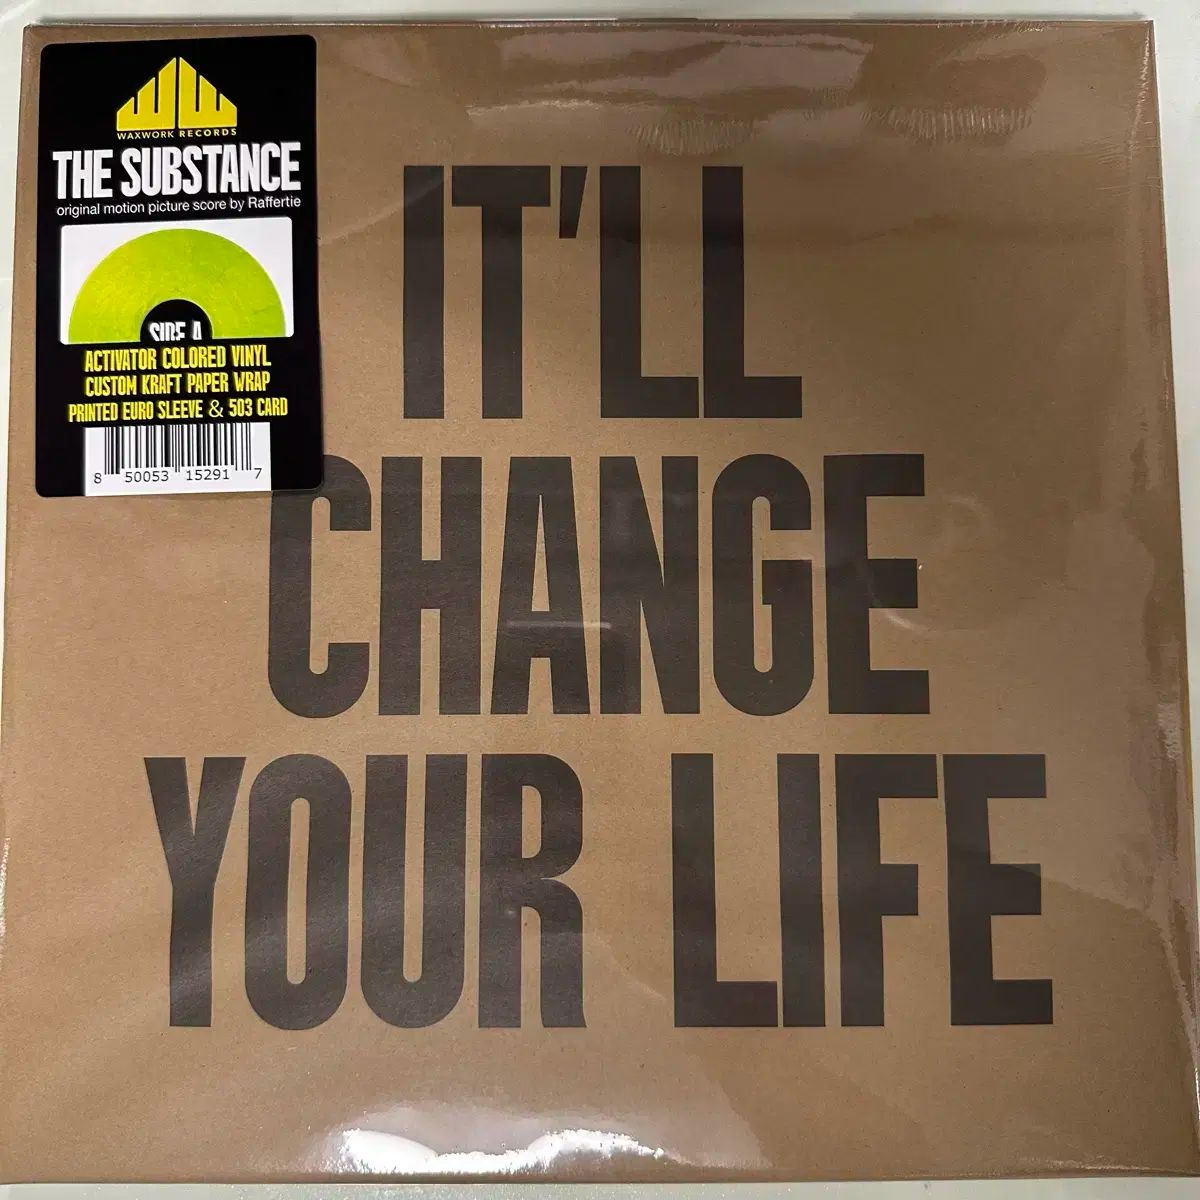 WAXWORK RECORDS
THE SUBSTANCE
original motion picture score by Raffertie
SIDE A
ACTIVATOR COLORED VINYL
CUSTOM KRAFT PAPER WRAP
PRINTED EURO SLEEVE & 503 CARD
8 50053 15291 7
IT'LL
CHANGE
YOUR LIFE